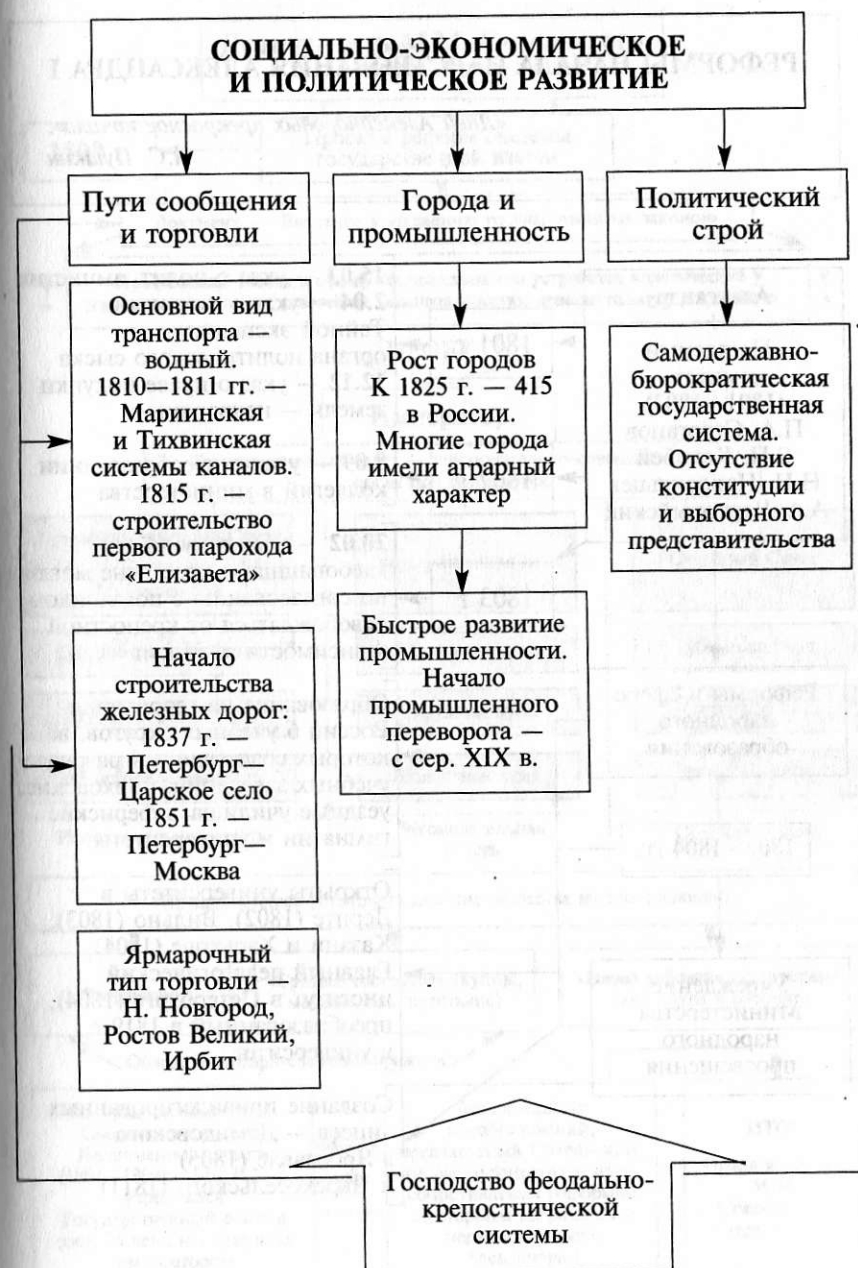 СОЦИАЛЬНО-ЭКОНОМИЧЕСКОЕ
И ПОЛИТИЧЕСКОЕ РАЗВИТИЕ
Пути сообщения
и торговли
Основной вид
транспорта —
водный.
1810—1811 гг. —
Мариинская
и Тихвинская
системы каналов.
1815 г. —
строительство
первого парохода
«Елизавета»
Начало
строительства
железных дорог:
1837 г. —
Петербург—
Царское село
1851 г. —
Петербург—
Москва
Ярмарочный
тип торговли —
Н. Новгород,
Ростов Великий,
Ирбит
Города и
промышленность
Рост городов
К 1825 г. — 415
в России.
Многие города
имели аграрный
характер
Быстрое развитие
промышленности.
Начало
промышленного
переворота —
с сер. XIX в.
Политический
строй
Самодержавно-
бюрократическая
государственная
система.
Отсутствие
конституции
и выборного
представительства
Господство феодально-
крепостнической
системы